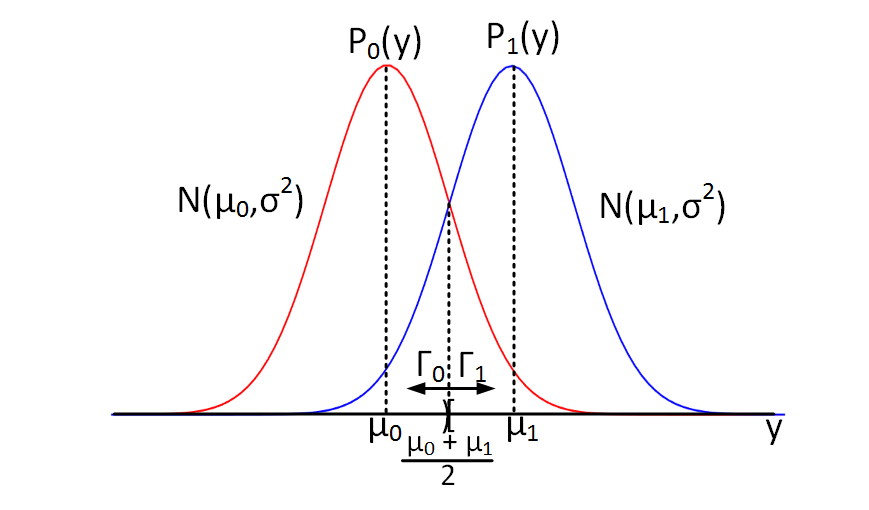 P₀(y) P₁(y)
N(μ₀,σ²) N(μ₁,σ²)
Γ₀ Γ₁
)[
μ₀ μ₁ y
μ₀ + μ₁
2